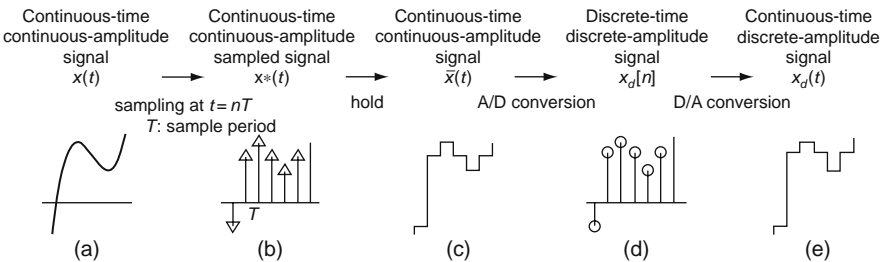 Continuous-time
continuous-amplitude
signal
x(t)
Continuous-time
continuous-amplitude
sampled signal
x*(t)
Continuous-time
continuous-amplitude
signal
x̄(t)
Discrete-time
discrete-amplitude
signal
x_d[n]
Continuous-time
discrete-amplitude
signal
x_d(t)
sampling at t = nT
T: sample period
hold
A/D conversion
D/A conversion
T
(a)
(b)
(c)
(d)
(e)